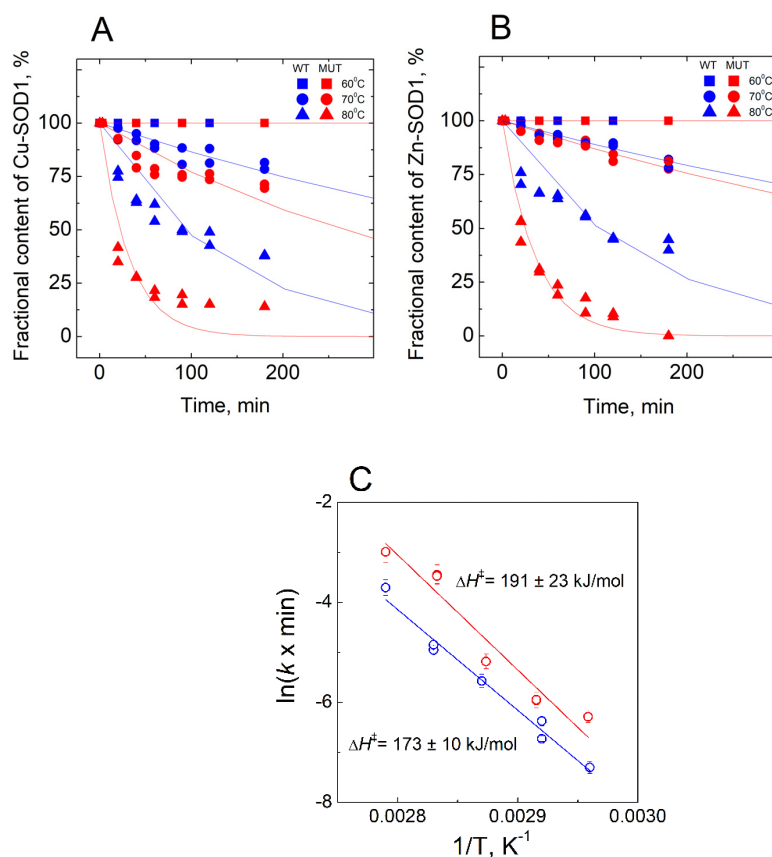 A
B
WT MUT
60°C
70°C
80°C
WT MUT
60°C
70°C
80°C
Fractional content of Cu-SOD1, %
100
75
50
25
0
0 100 200
Time, min
Fractional content of Zn-SOD1, %
100
75
50
25
0
0 100 200
Time, min
C
ln(k x min)
-2
-4
-6
-8
ΔH‡= 191 ± 23 kJ/mol
ΔH‡= 173 ± 10 kJ/mol
0.0028 0.0029 0.0030
1/T, K-1